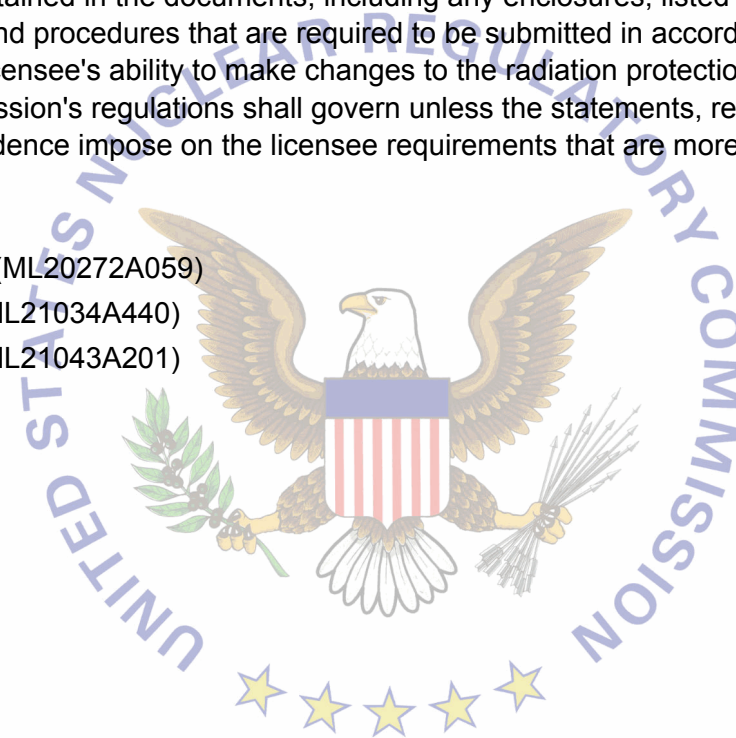 tained in the documents, including any enclosures, listed
nd procedures that are required to be submitted in accord
censee's ability to make changes to the radiation protectio
ssion's regulations shall govern unless the statements, re
dence impose on the licensee requirements that are more
(ML20272A059)
ML21034A440)
ML21043A201)
UNITED STATES NUCLEAR REGULATORY COMMISSION